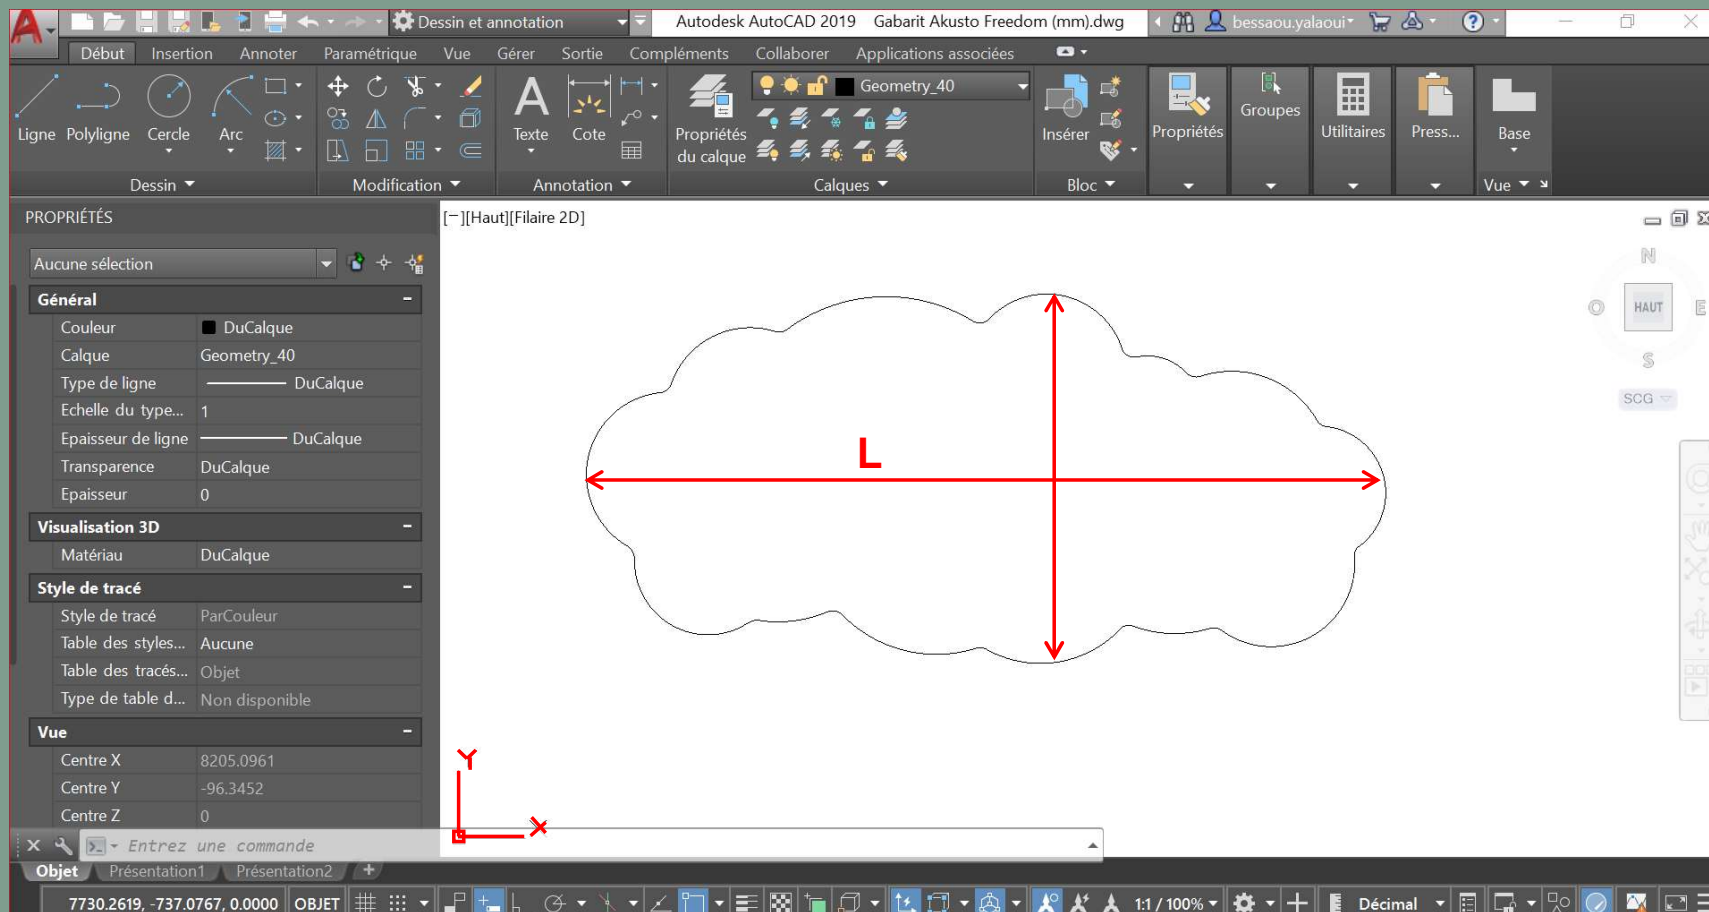 Dessin et annotation
Autodesk AutoCAD 2019 Gabarit Akusto Freedom (mm).dwg
bessaou.yalaoui
Début Insertion Annoter Paramétrique Vue Gérer Sortie Compléments Collaborer Applications associées
Geometry_40
Ligne Polyligne Cercle Arc
Texte Cote
Propriétés du calque
Insérer
Propriétés
Groupes
Utilitaires
Press...
Base
Dessin Modification Annotation Calques Bloc Vue
PROPRIÉTÉS
[−][Haut][Filaire 2D]
Aucune sélection
Général
Couleur DuCalque
Calque Geometry_40
Type de ligne DuCalque
Echelle du type... 1
Epaisseur de ligne DuCalque
Transparence DuCalque
Epaisseur 0
Visualisation 3D
Matériau DuCalque
Style de tracé
Style de tracé ParCouleur
Table des styles... Aucune
Table des tracés... Objet
Type de table d... Non disponible
Vue
Centre X 8205.0961
Centre Y -96.3452
Centre Z 0
L
N
O HAUT E
S
SCG
Y
X
Entrez une commande
Objet Présentation1 Présentation2 +
7730.2619, -737.0767, 0.0000 OBJET 1:1 / 100% Décimal